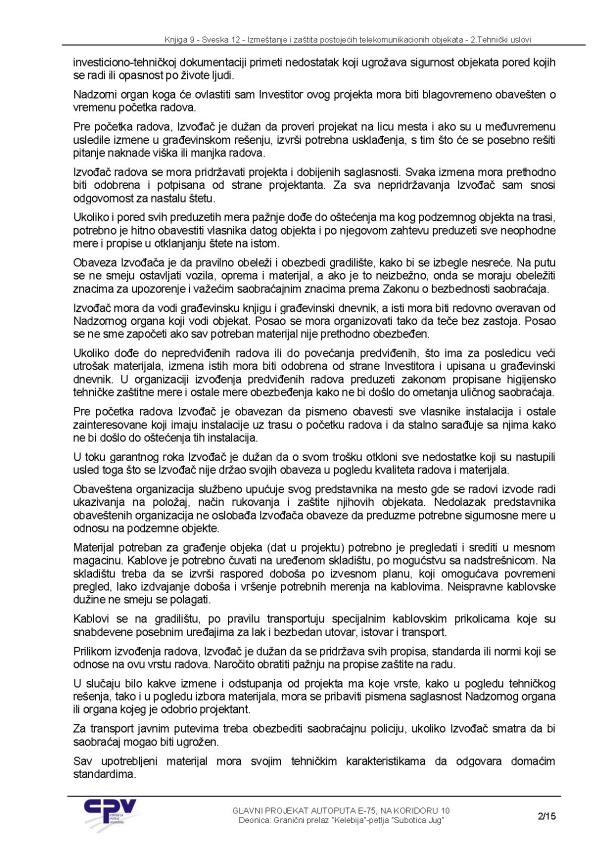 Knjiga 9 - Sveska 12 - Izmeštanje i zaštita postojećih telekomunikacionih objekata - 2.Tehnički uslovi
investiciono-tehničkoj dokumentaciji primeti nedostatak koji ugrožava sigurnost objekata pored kojih
se radi ili opasnost po živote ljudi.
Nadzorni organ koga će ovlastiti sam Investitor ovog projekta mora biti blagovremeno obavešten o
vremenu početka radova.
Pre početka radova, Izvođač je dužan da proveri projekat na licu mesta i ako su u međuvremenu
usledile izmene u građevinskom rešenju, izvrši potrebna usklađenja, s tim što će se posebno rešiti
pitanje naknade viška ili manjka radova.
Izvođač radova se mora pridržavati projekta i dobijenih saglasnosti. Svaka izmena mora prethodno
biti odobrena i potpisana od strane projektanta. Za sva nepridržavanja Izvođač sam snosi
odgovornost za nastalu štetu.
Ukoliko i pored svih preduzetih mera pažnje dođe do oštećenja ma kog podzemnog objekta na trasi,
potrebno je hitno obavestiti vlasnika datog objekta i po njegovom zahtevu preduzeti sve neophodne
mere i propise u otklanjanju štete na istom.
Obaveza Izvođača je da pravilno obeleži i obezbedi gradilište, kako bi se izbegle nesreće. Na putu
se ne smeju ostavljati vozila, oprema i materijal, a ako je to neizbežno, onda se moraju obeležiti
znacima za upozorenje i važećim saobraćajnim znacima prema Zakonu o bezbednosti saobraćaja.
Izvođač mora da vodi građevinsku knjigu i građevinski dnevnik, a isti mora biti redovno overavan od
Nadzornog organa koji vodi objekat. Posao se mora organizovati tako da teče bez zastoja. Posao
se ne sme započeti ako sav potreban materijal nije prethodno obezbeđen.
Ukoliko dođe do nepredviđenih radova ili do povećanja predviđenih, što ima za posledicu veći
utrošak materijala, izmena istih mora biti odobrena od strane Investitora i upisana u građevinski
dnevnik. U organizaciji izvođenja predviđenih radova preduzeti zakonom propisane higijensko
tehničke zaštitne mere i ostale mere obezbeđenja kako ne bi došlo do ometanja uličnog saobraćaja.
Pre početka radova Izvođač je obavezan da pismeno obavesti sve vlasnike instalacija i ostale
zainteresovane koji imaju instalacije uz trasu o početku radova i da stalno sarađuje sa njima kako
ne bi došlo do oštećenja tih instalacija.
U toku garantnog roka Izvođač je dužan da o svom trošku otkloni sve nedostatke koji su nastupili
usled toga što se Izvođač nije držao svojih obaveza u pogledu kvaliteta radova i materijala.
Obaveštena organizacija službeno upućuje svog predstavnika na mesto gde se radovi izvode radi
ukazivanja na položaj, način rukovanja i zaštite njihovih objekata. Nedolazak predstavnika
obaveštenih organizacija ne oslobađa Izvođača obaveze da preduzme potrebne sigurnosne mere u
odnosu na podzemne objekte.
Materijal potreban za građenje objeka (dat u projektu) potrebno je pregledati i srediti u mesnom
magacinu. Kablove je potrebno čuvati na uređenom skladištu, po mogućstvu sa nadstrešnicom. Na
skladištu treba da se izvrši raspored doboša po izvesnom planu, koji omogućava povremeni
pregled, lako izdvajanje doboša i vršenje potrebnih merenja na kablovima. Neispravne kablovske
dužine ne smeju se polagati.
Kablovi se na gradilištu, po pravilu transportuju specijalnim kablovskim prikolicama koje su
snabdevene posebnim uređajima za lak i bezbedan utovar, istovar i transport.
Prilikom izvođenja radova, Izvođač je dužan da se pridržava svih propisa, standarda ili normi koji se
odnose na ovu vrstu radova. Naročito obratiti pažnju na propise zaštite na radu.
U slučaju bilo kakve izmene i odstupanja od projekta ma koje vrste, kako u pogledu tehničkog
rešenja, tako i u pogledu izbora materijala, mora se pribaviti pismena saglasnost Nadzornog organa
ili organa kojeg je odobrio projektant.
Za transport javnim putevima treba obezbediti saobraćajnu policiju, ukoliko Izvođač smatra da bi
saobraćaj mogao biti ugrožen.
Sav upotrebljeni materijal mora svojim tehničkim karakteristikama da odgovara domaćim
standardima.
CPV
GLAVNI PROJEKAT AUTOPUTA E-75, NA KORIDORU 10
Deonica: Granični prelaz "Kelebija"-petlja "Subotica Jug"
2/15